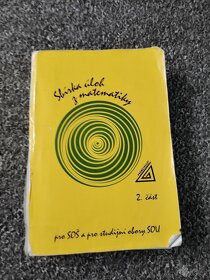 Sbírka úloh
z matematiky
2. část
pro SOŠ a pro studijní obory SOU